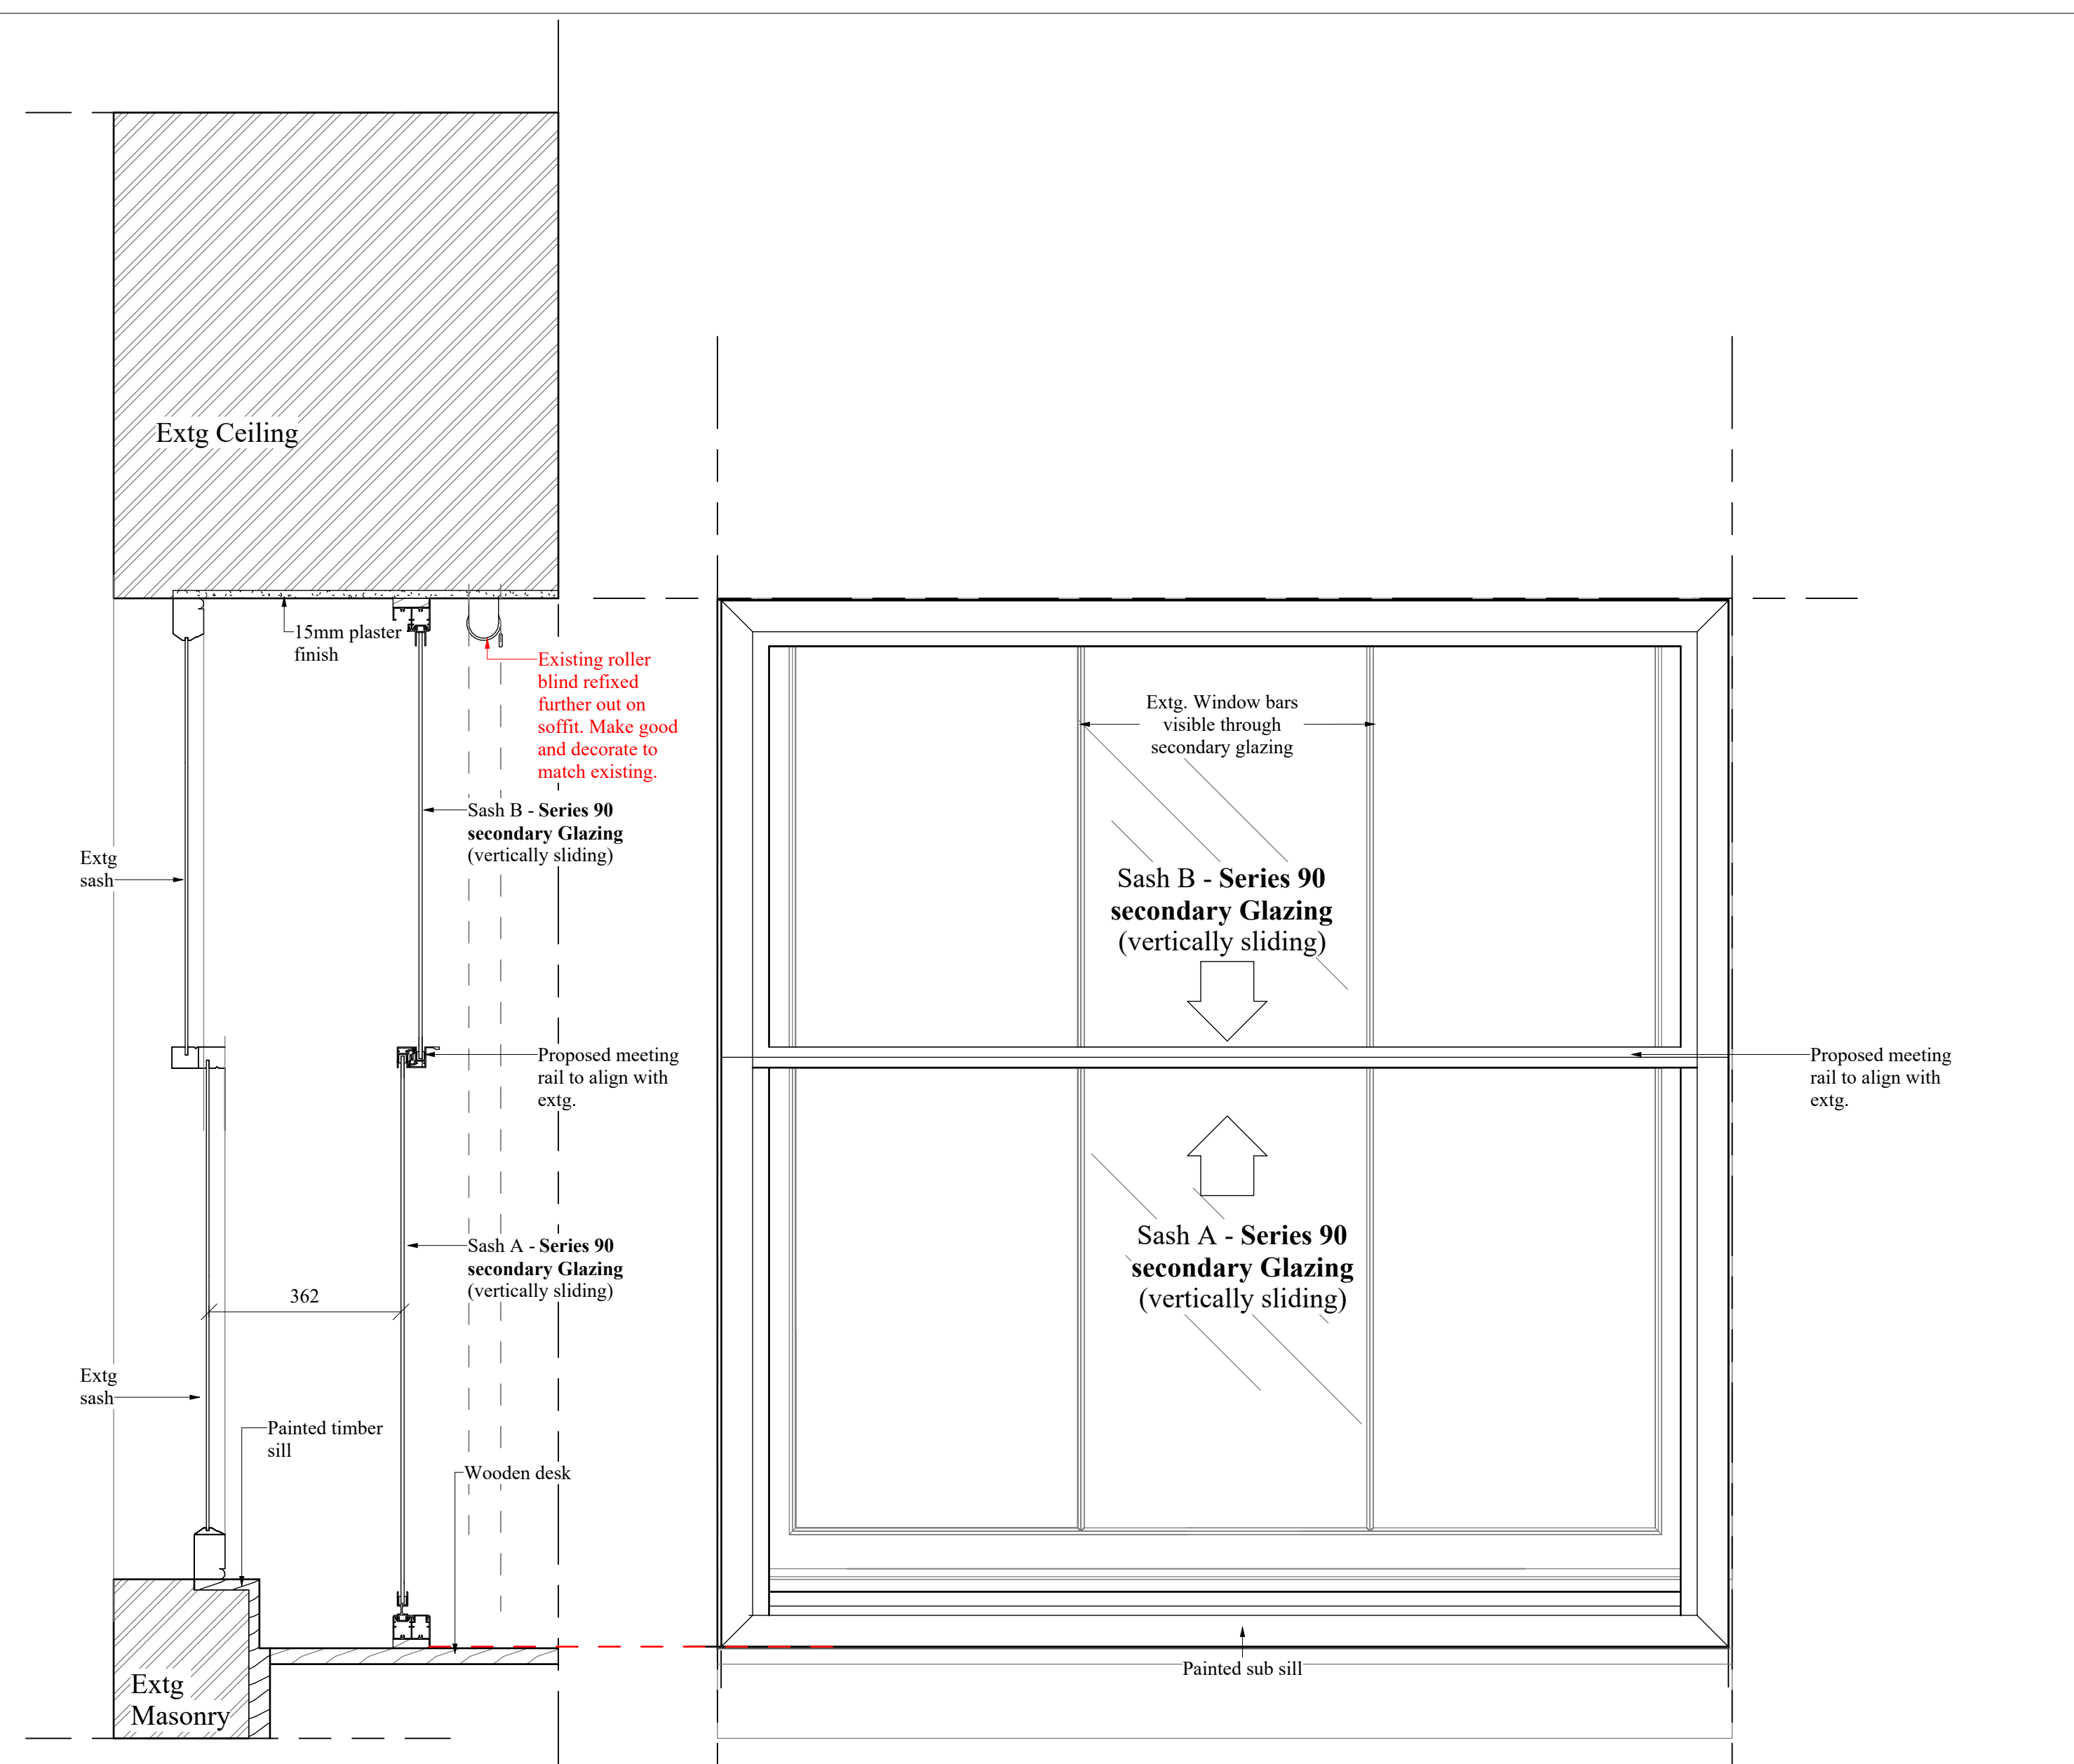 Extg Ceiling
15mm plaster
finish
Existing roller
blind refixed
further out on
soffit. Make good
and decorate to
match existing.
Sash B - Series 90
secondary Glazing
(vertically sliding)
Extg
sash
Proposed meeting
rail to align with
extg.
Sash A - Series 90
secondary Glazing
(vertically sliding)
362
Extg
sash
Painted timber
sill
Wooden desk
Extg
Masonry
Extg. Window bars
visible through
secondary glazing
Sash B - Series 90
secondary Glazing
(vertically sliding)
Proposed meeting
rail to align with
extg.
Sash A - Series 90
secondary Glazing
(vertically sliding)
Painted sub sill